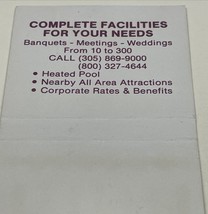 COMPLETE FACILITIES
FOR YOUR NEEDS
Banquets - Meetings - Weddings
From 10 to 300
CALL (305) 869-9000
(800) 327-4644
• Heated Pool
• Nearby All Area Attractions
• Corporate Rates & Benefits